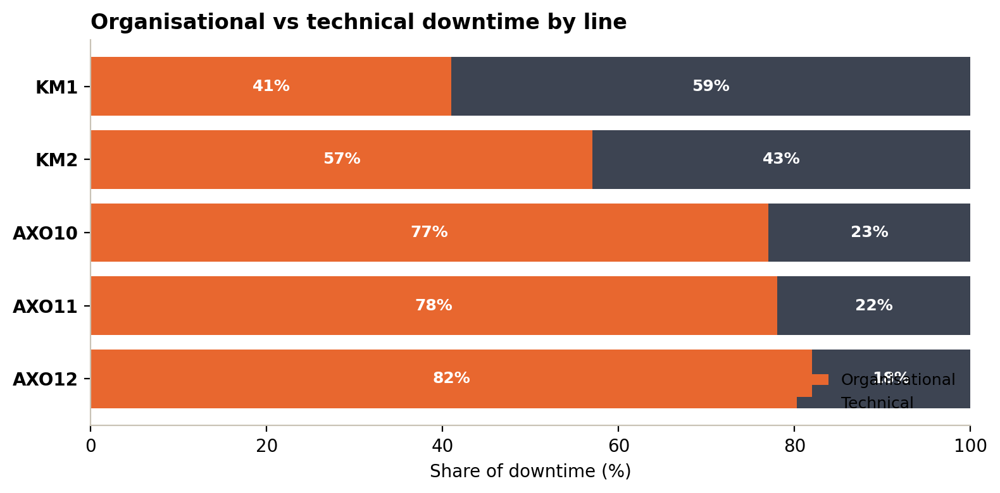 Organisational vs technical downtime by line
KM1 41% 59%
KM2 57% 43%
AXO10 77% 23%
AXO11 78% 22%
AXO12 82% 18%
Organisational
Technical
0 20 40 60 80 100
Share of downtime (%)